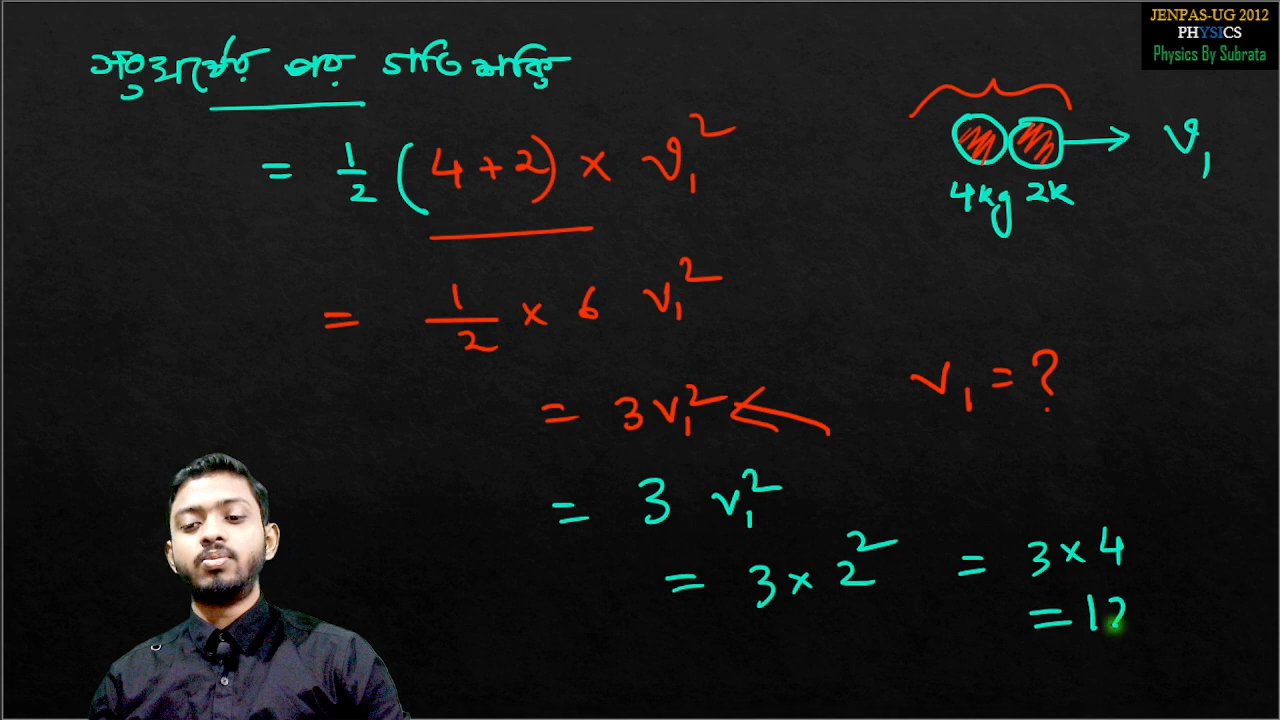 JENPAS-UG 2012
PHYSICS
Physics By Subrata
সংঘর্ষের পর গতিশক্তি
= 1/2 (4+2) × v₁²
4kg 2k
v₁
= 1/2 × 6 v₁²
v₁ = ?
= 3v₁²
= 3 v₁²
= 3×2² = 3×4
= 12